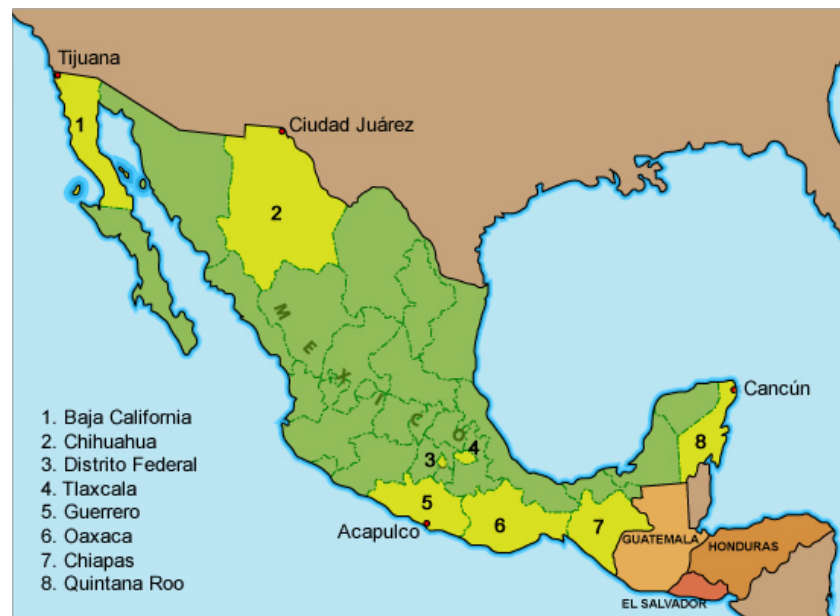 Tijuana
1
Ciudad Juárez
2
MEXICO
Cancún
8
1. Baja California
2. Chihuahua
3. Distrito Federal
4. Tlaxcala
5. Guerrero
6. Oaxaca
7. Chiapas
8. Quintana Roo
3
4
5
Acapulco
6
7
GUATEMALA
HONDURAS
EL SALVADOR